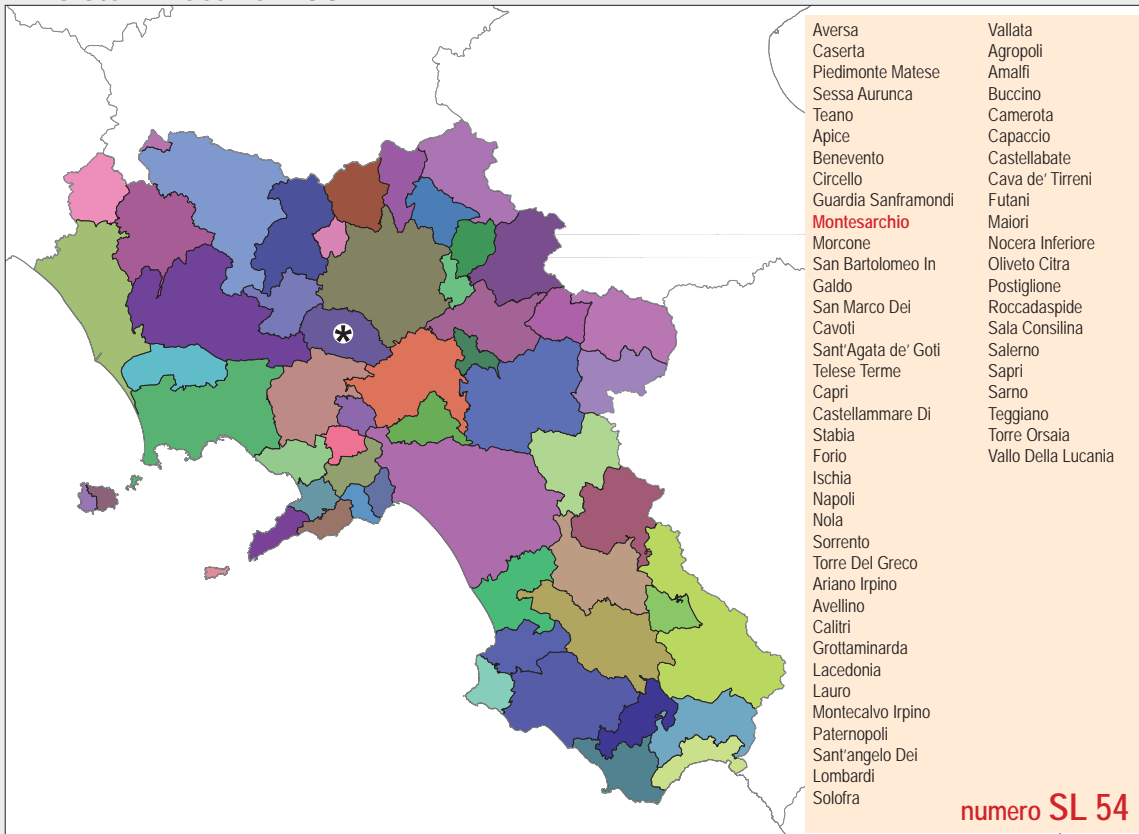 Aversa
Caserta
Piedimonte Matese
Sessa Aurunca
Teano
Apice
Benevento
Circello
Guardia Sanframondi
Montesarchio
Morcone
San Bartolomeo In
Galdo
San Marco Dei
Cavoti
Sant'Agata de' Goti
Telese Terme
Capri
Castellammare Di
Stabia
Forio
Ischia
Napoli
Nola
Sorrento
Torre Del Greco
Ariano Irpino
Avellino
Calitri
Grottaminarda
Lacedonia
Lauro
Montecalvo Irpino
Paternopoli
Sant'angelo Dei
Lombardi
Solofra
Vallata
Agropoli
Amalfi
Buccino
Camerota
Capaccio
Castellabate
Cava de' Tirreni
Futani
Maiori
Nocera Inferiore
Oliveto Citra
Postiglione
Roccadaspide
Sala Consilina
Salerno
Sapri
Sarno
Teggiano
Torre Orsaia
Vallo Della Lucania
*
numero SL 54